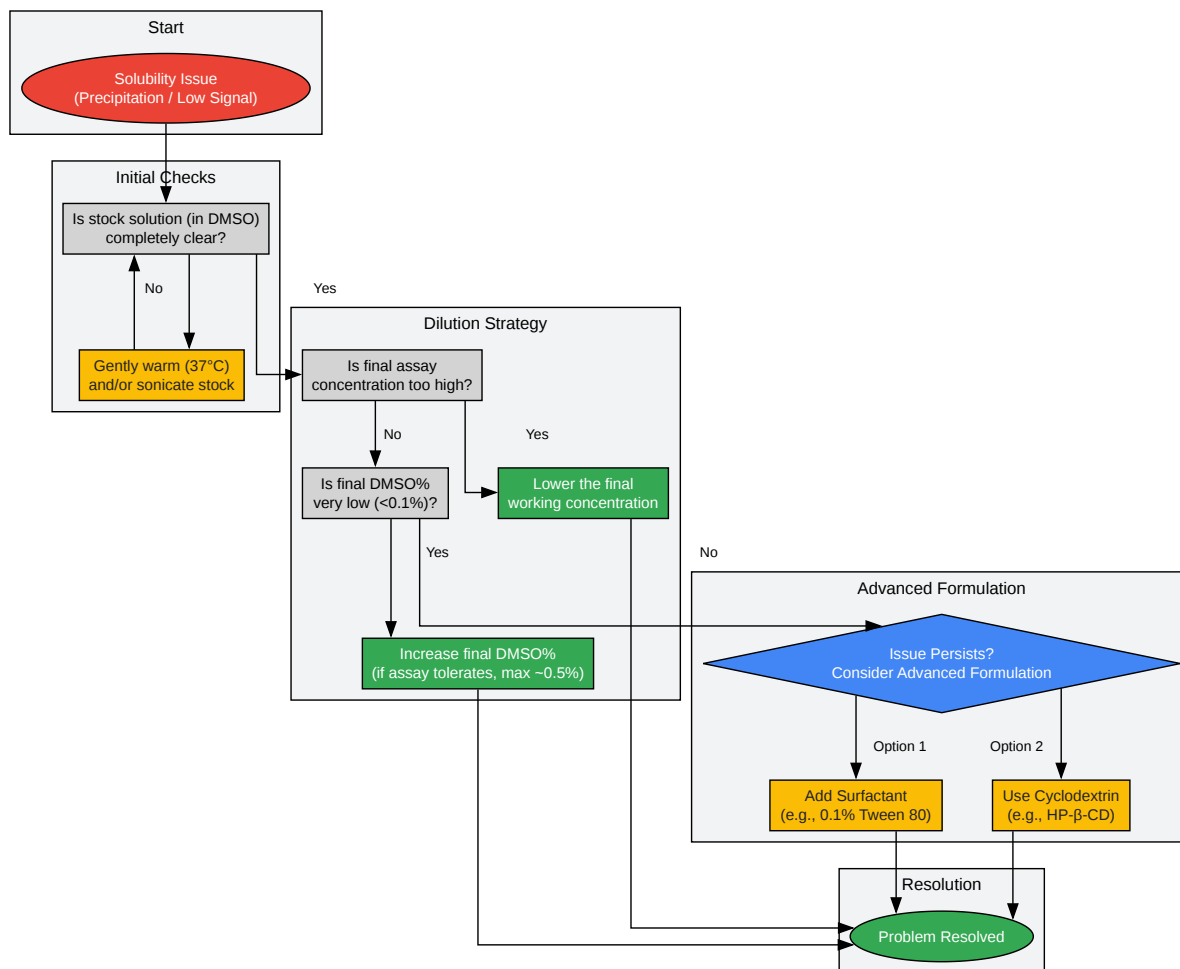 Start
Solubility Issue
(Precipitation / Low Signal)
Initial Checks
Is stock solution (in DMSO)
completely clear?
No
Yes
Gently warm (37°C)
and/or sonicate stock
Dilution Strategy
Is final assay
concentration too high?
No
Yes
Is final DMSO%
very low (<0.1%)?
Lower the final
working concentration
Yes
No
Increase final DMSO%
(if assay tolerates, max ~0.5%)
Advanced Formulation
Issue Persists?
Consider Advanced Formulation
Option 1
Option 2
Add Surfactant
(e.g., 0.1% Tween 80)
Use Cyclodextrin
(e.g., HP-β-CD)
Resolution
Problem Resolved